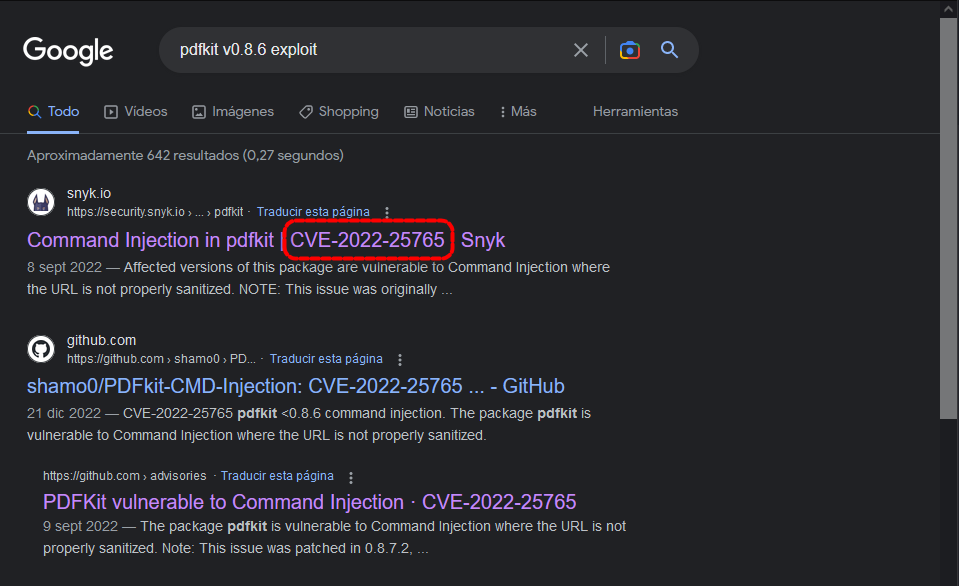 Google
pdfkit v0.8.6 exploit
Todo Vídeos Imágenes Shopping Noticias Más Herramientas
Aproximadamente 642 resultados (0,27 segundos)
snyk.io
https://security.snyk.io › ... › pdfkit · Traducir esta página
Command Injection in pdfkit | CVE-2022-25765 Snyk
8 sept 2022 — Affected versions of this package are vulnerable to Command Injection where
the URL is not properly sanitized. NOTE: This issue was originally ...
github.com
https://github.com › shamo0 › PD... · Traducir esta página
shamo0/PDFkit-CMD-Injection: CVE-2022-25765 ... - GitHub
21 dic 2022 — CVE-2022-25765 pdfkit <0.8.6 command injection. The package pdfkit is
vulnerable to Command Injection where the URL is not properly sanitized.
https://github.com › advisories · Traducir esta página
PDFKit vulnerable to Command Injection · CVE-2022-25765
9 sept 2022 — The package pdfkit is vulnerable to Command Injection where the URL is not
properly sanitized. Note: This issue was patched in 0.8.7.2, ...